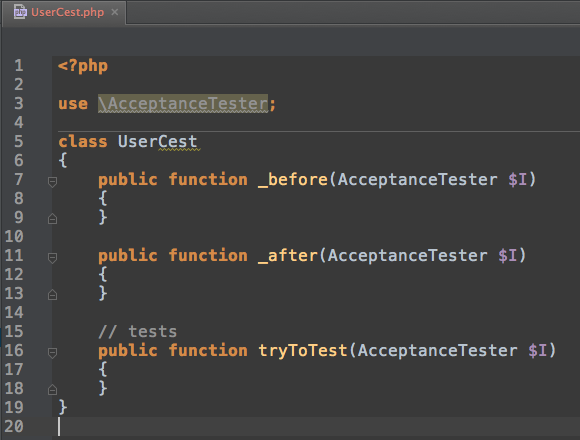 UserCest.php ×
1 <?php
2
3 use \AcceptanceTester;
4
5 class UserCest
6 {
7     public function _before(AcceptanceTester $I)
8     {
9     }
10
11     public function _after(AcceptanceTester $I)
12     {
13     }
14
15     // tests
16     public function tryToTest(AcceptanceTester $I)
17     {
18     }
19 }
20